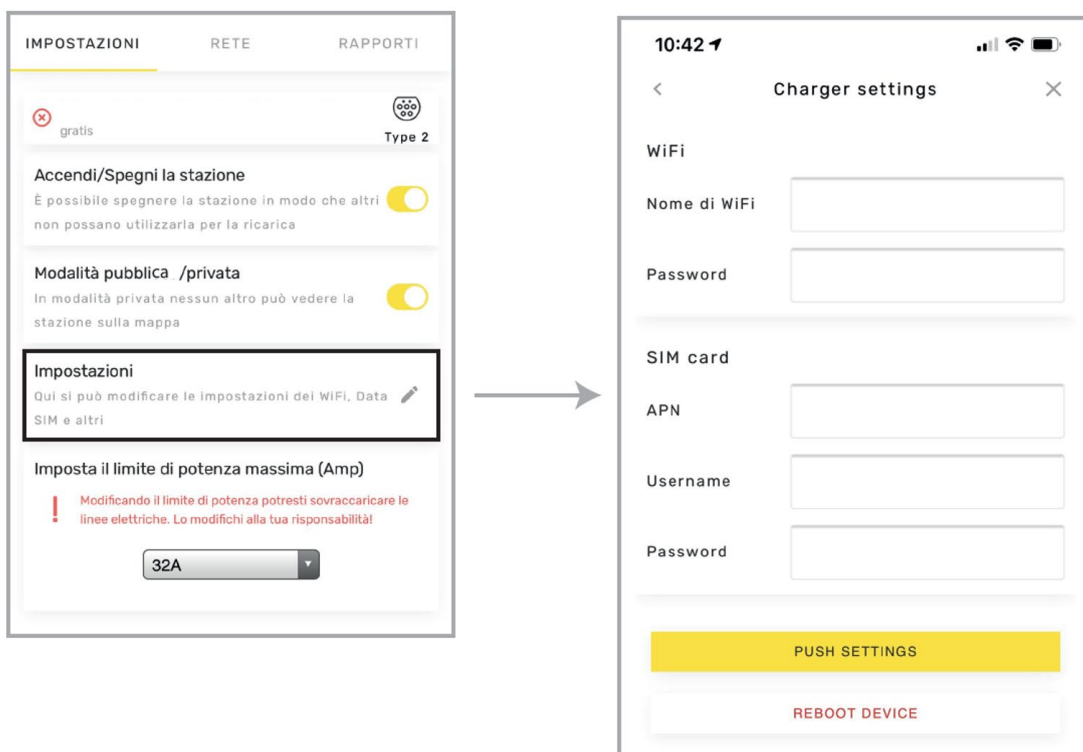 IMPOSTAZIONI RETE RAPPORTI
gratis
Type 2
Accendi/Spegni la stazione
È possibile spegnere la stazione in modo che altri
non possano utilizzarla per la ricarica
Modalità pubblica /privata
In modalità privata nessun altro può vedere la
stazione sulla mappa
Impostazioni
Qui si può modificare le impostazioni dei WiFi, Data
SIM e altri
Imposta il limite di potenza massima (Amp)
Modificando il limite di potenza potresti sovraccaricare le
linee elettriche. Lo modifichi alla tua risponsabilità!
32A
10:42
Charger settings
WiFi
Nome di WiFi
Password
SIM card
APN
Username
Password
PUSH SETTINGS
REBOOT DEVICE